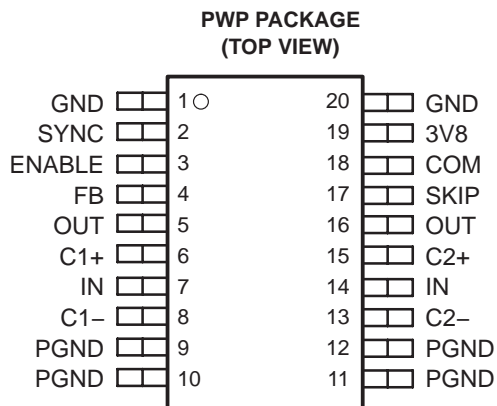 PWP PACKAGE
(TOP VIEW)
GND 1 20 GND
SYNC 2 19 3V8
ENABLE 3 18 COM
FB 4 17 SKIP
OUT 5 16 OUT
C1+ 6 15 C2+
IN 7 14 IN
C1– 8 13 C2–
PGND 9 12 PGND
PGND 10 11 PGND